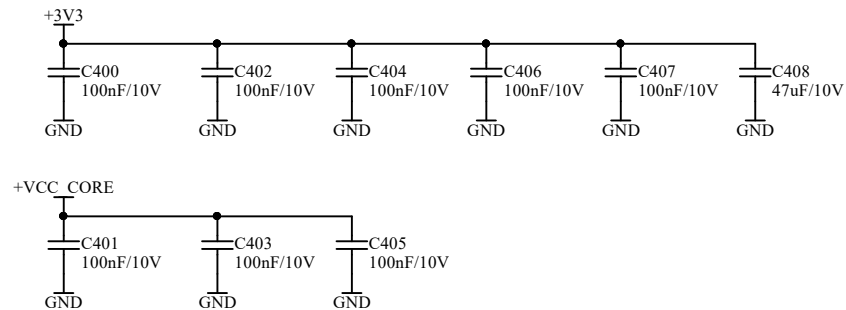 +3V3
C400 C402 C404 C406 C407 C408
100nF/10V 100nF/10V 100nF/10V 100nF/10V 100nF/10V 47uF/10V
GND GND GND GND GND GND
+VCC_CORE
C401 C403 C405
100nF/10V 100nF/10V 100nF/10V
GND GND GND